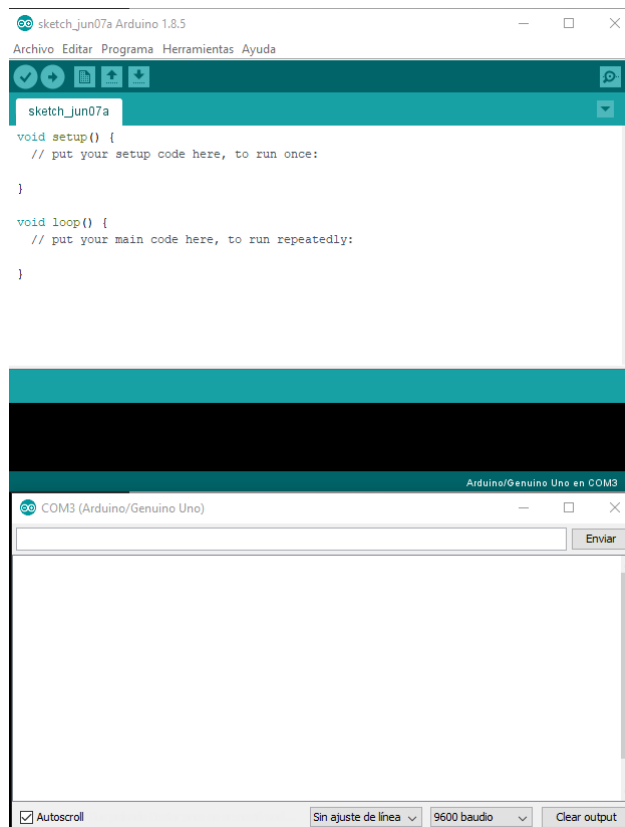 sketch_jun07a Arduino 1.8.5
Archivo Editar Programa Herramientas Ayuda
sketch_jun07a
void setup() {
// put your setup code here, to run once:
}
void loop() {
// put your main code here, to run repeatedly:
}
Arduino/Genuino Uno en COM3
COM3 (Arduino/Genuino Uno)
Enviar
Autoscroll Sin ajuste de línea 9600 baudio Clear output